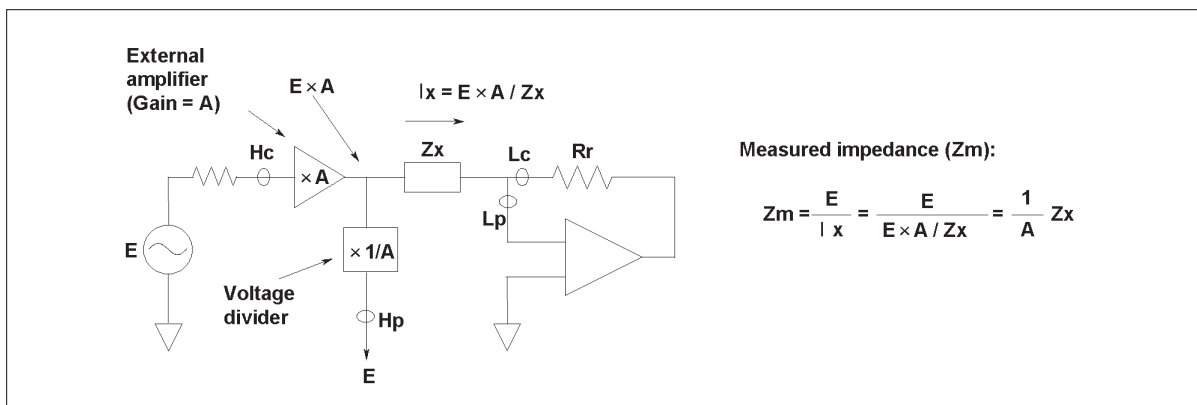 External
amplifier
(Gain = A)
E × A
Ix = E × A / Zx
Hc
× A
Zx
Lc
Rr
Lp
E
× 1/A
Voltage
divider
Hp
E
Measured impedance (Zm):
Zm = E / Ix = E / (E × A / Zx) = 1 / A Zx